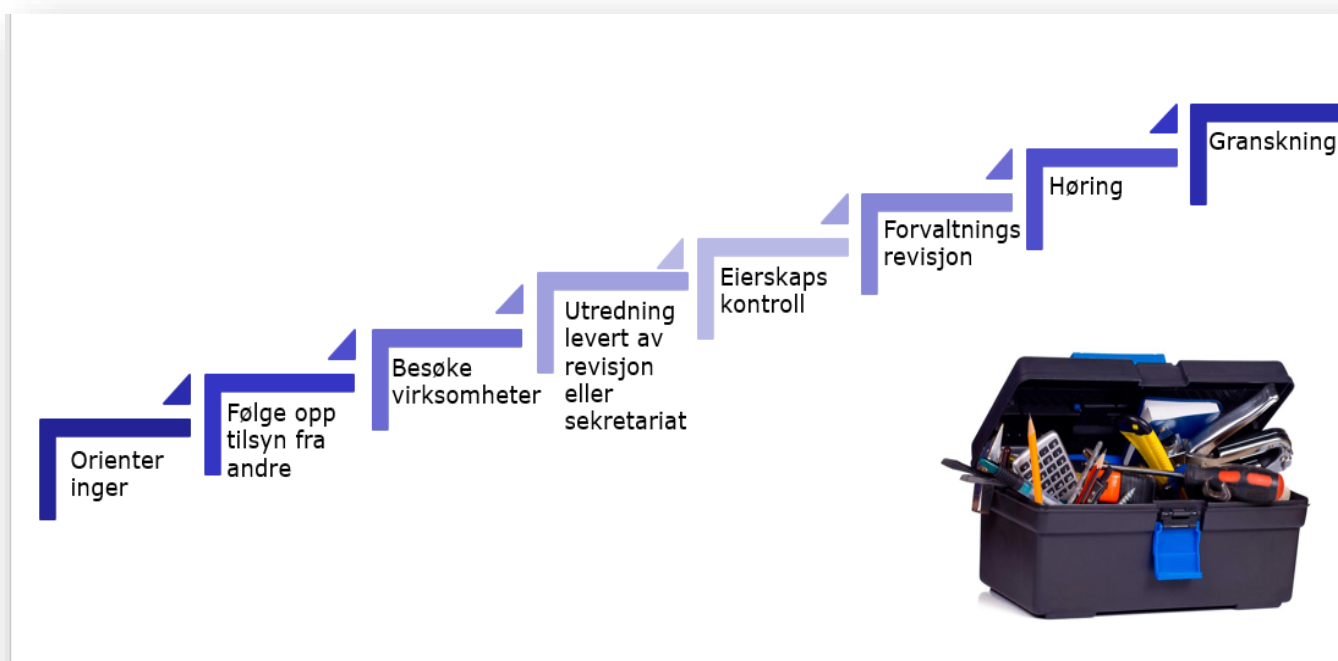 Orienter
inger
Følge opp
tilsyn fra
andre
Besøke
virksomheter
Utredning
levert av
revisjon
eller
sekretariat
Eierskaps
kontroll
Forvaltnings
revisjon
Høring
Granskning